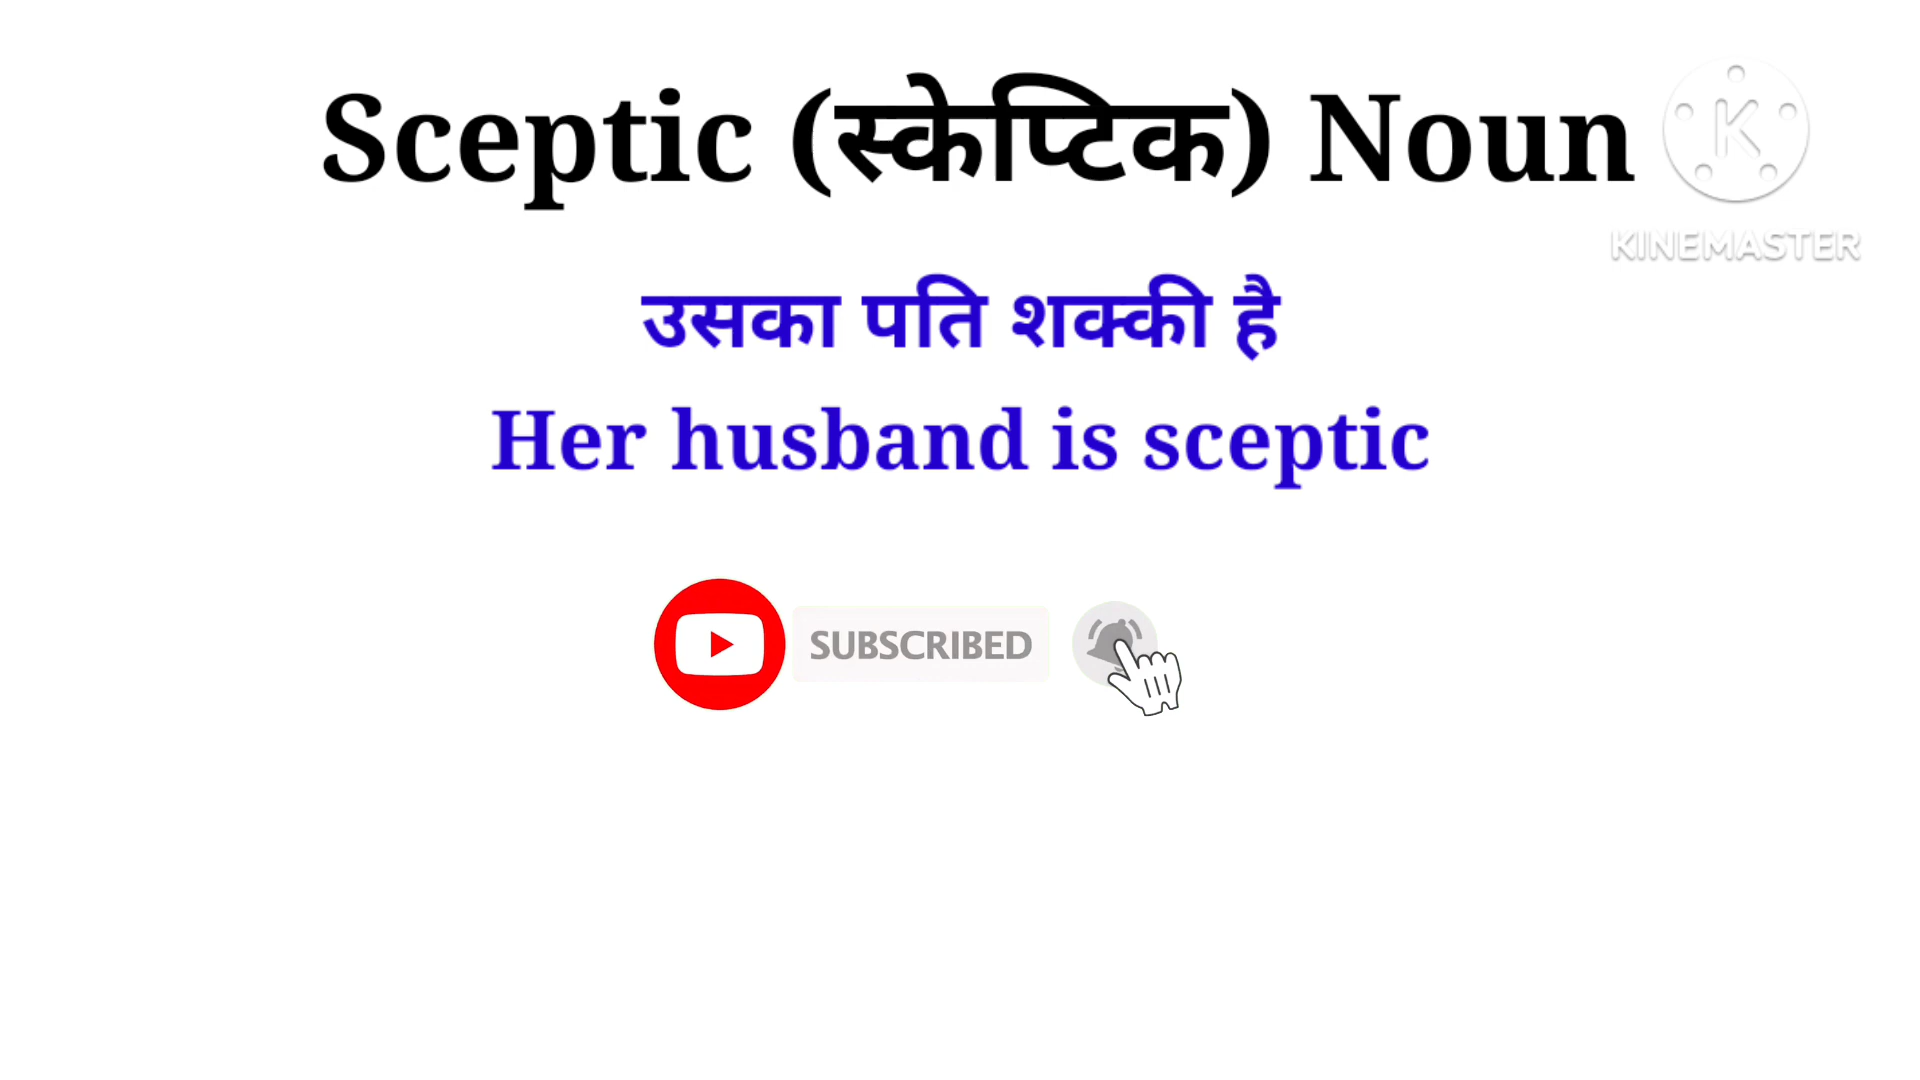 Sceptic (स्केप्टिक) Noun
K
KINEMASTER
उसका पति शक्की है
Her husband is sceptic
SUBSCRIBED